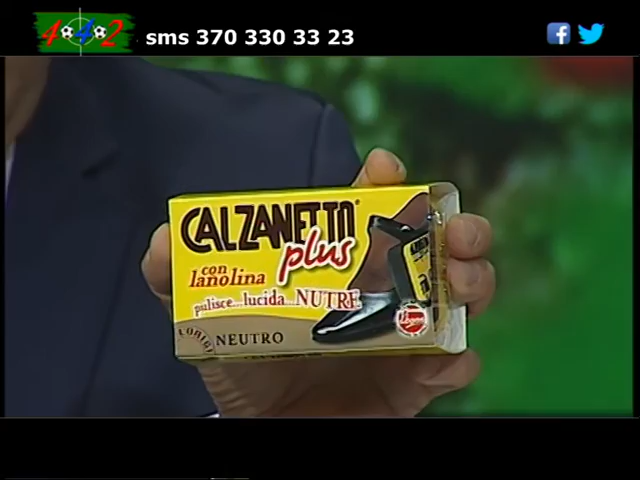 4 4 2
sms 370 330 33 23
CALZANETTO®
plus
con
lanolina
pulisce...lucida...NUTRE
NEUTRO